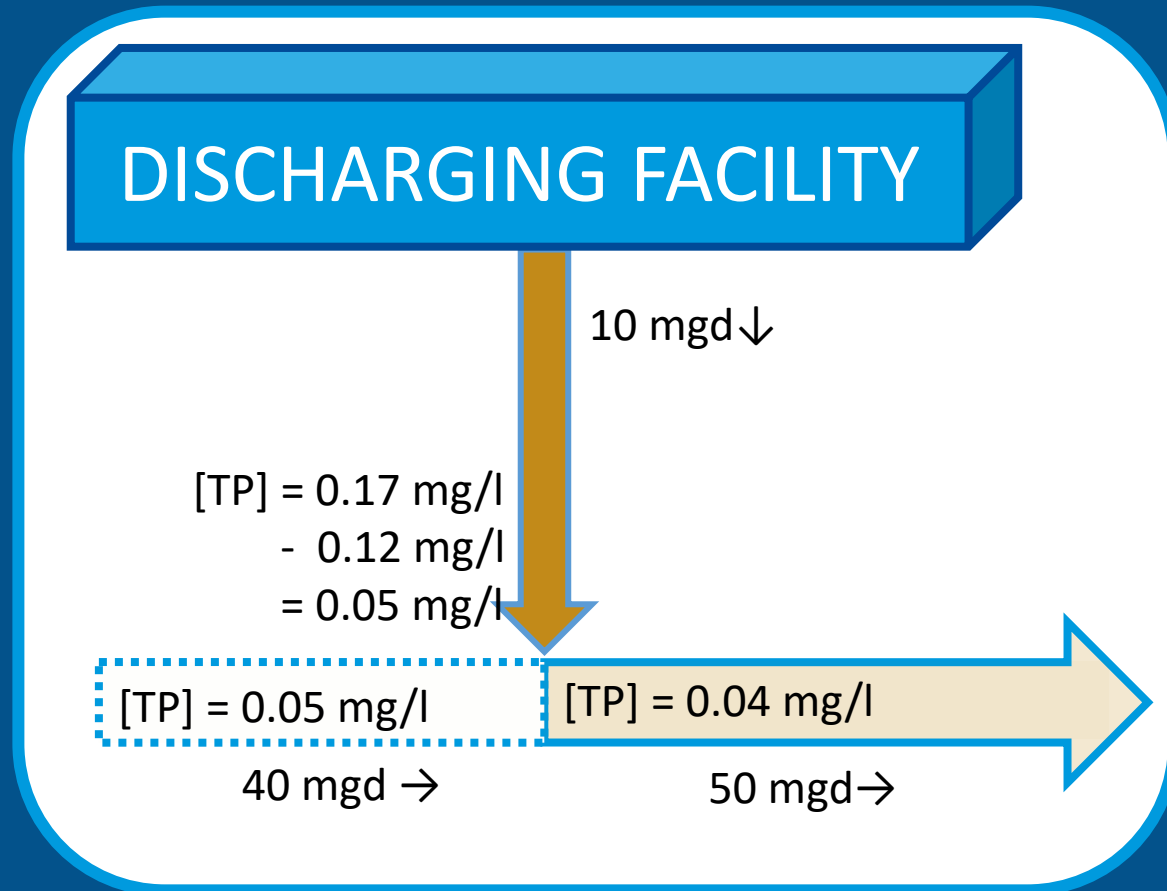 DISCHARGING FACILITY
10 mgd↓
[TP] = 0.17 mg/l
- 0.12 mg/l
= 0.05 mg/l
[TP] = 0.05 mg/l
[TP] = 0.04 mg/l
40 mgd →
50 mgd→